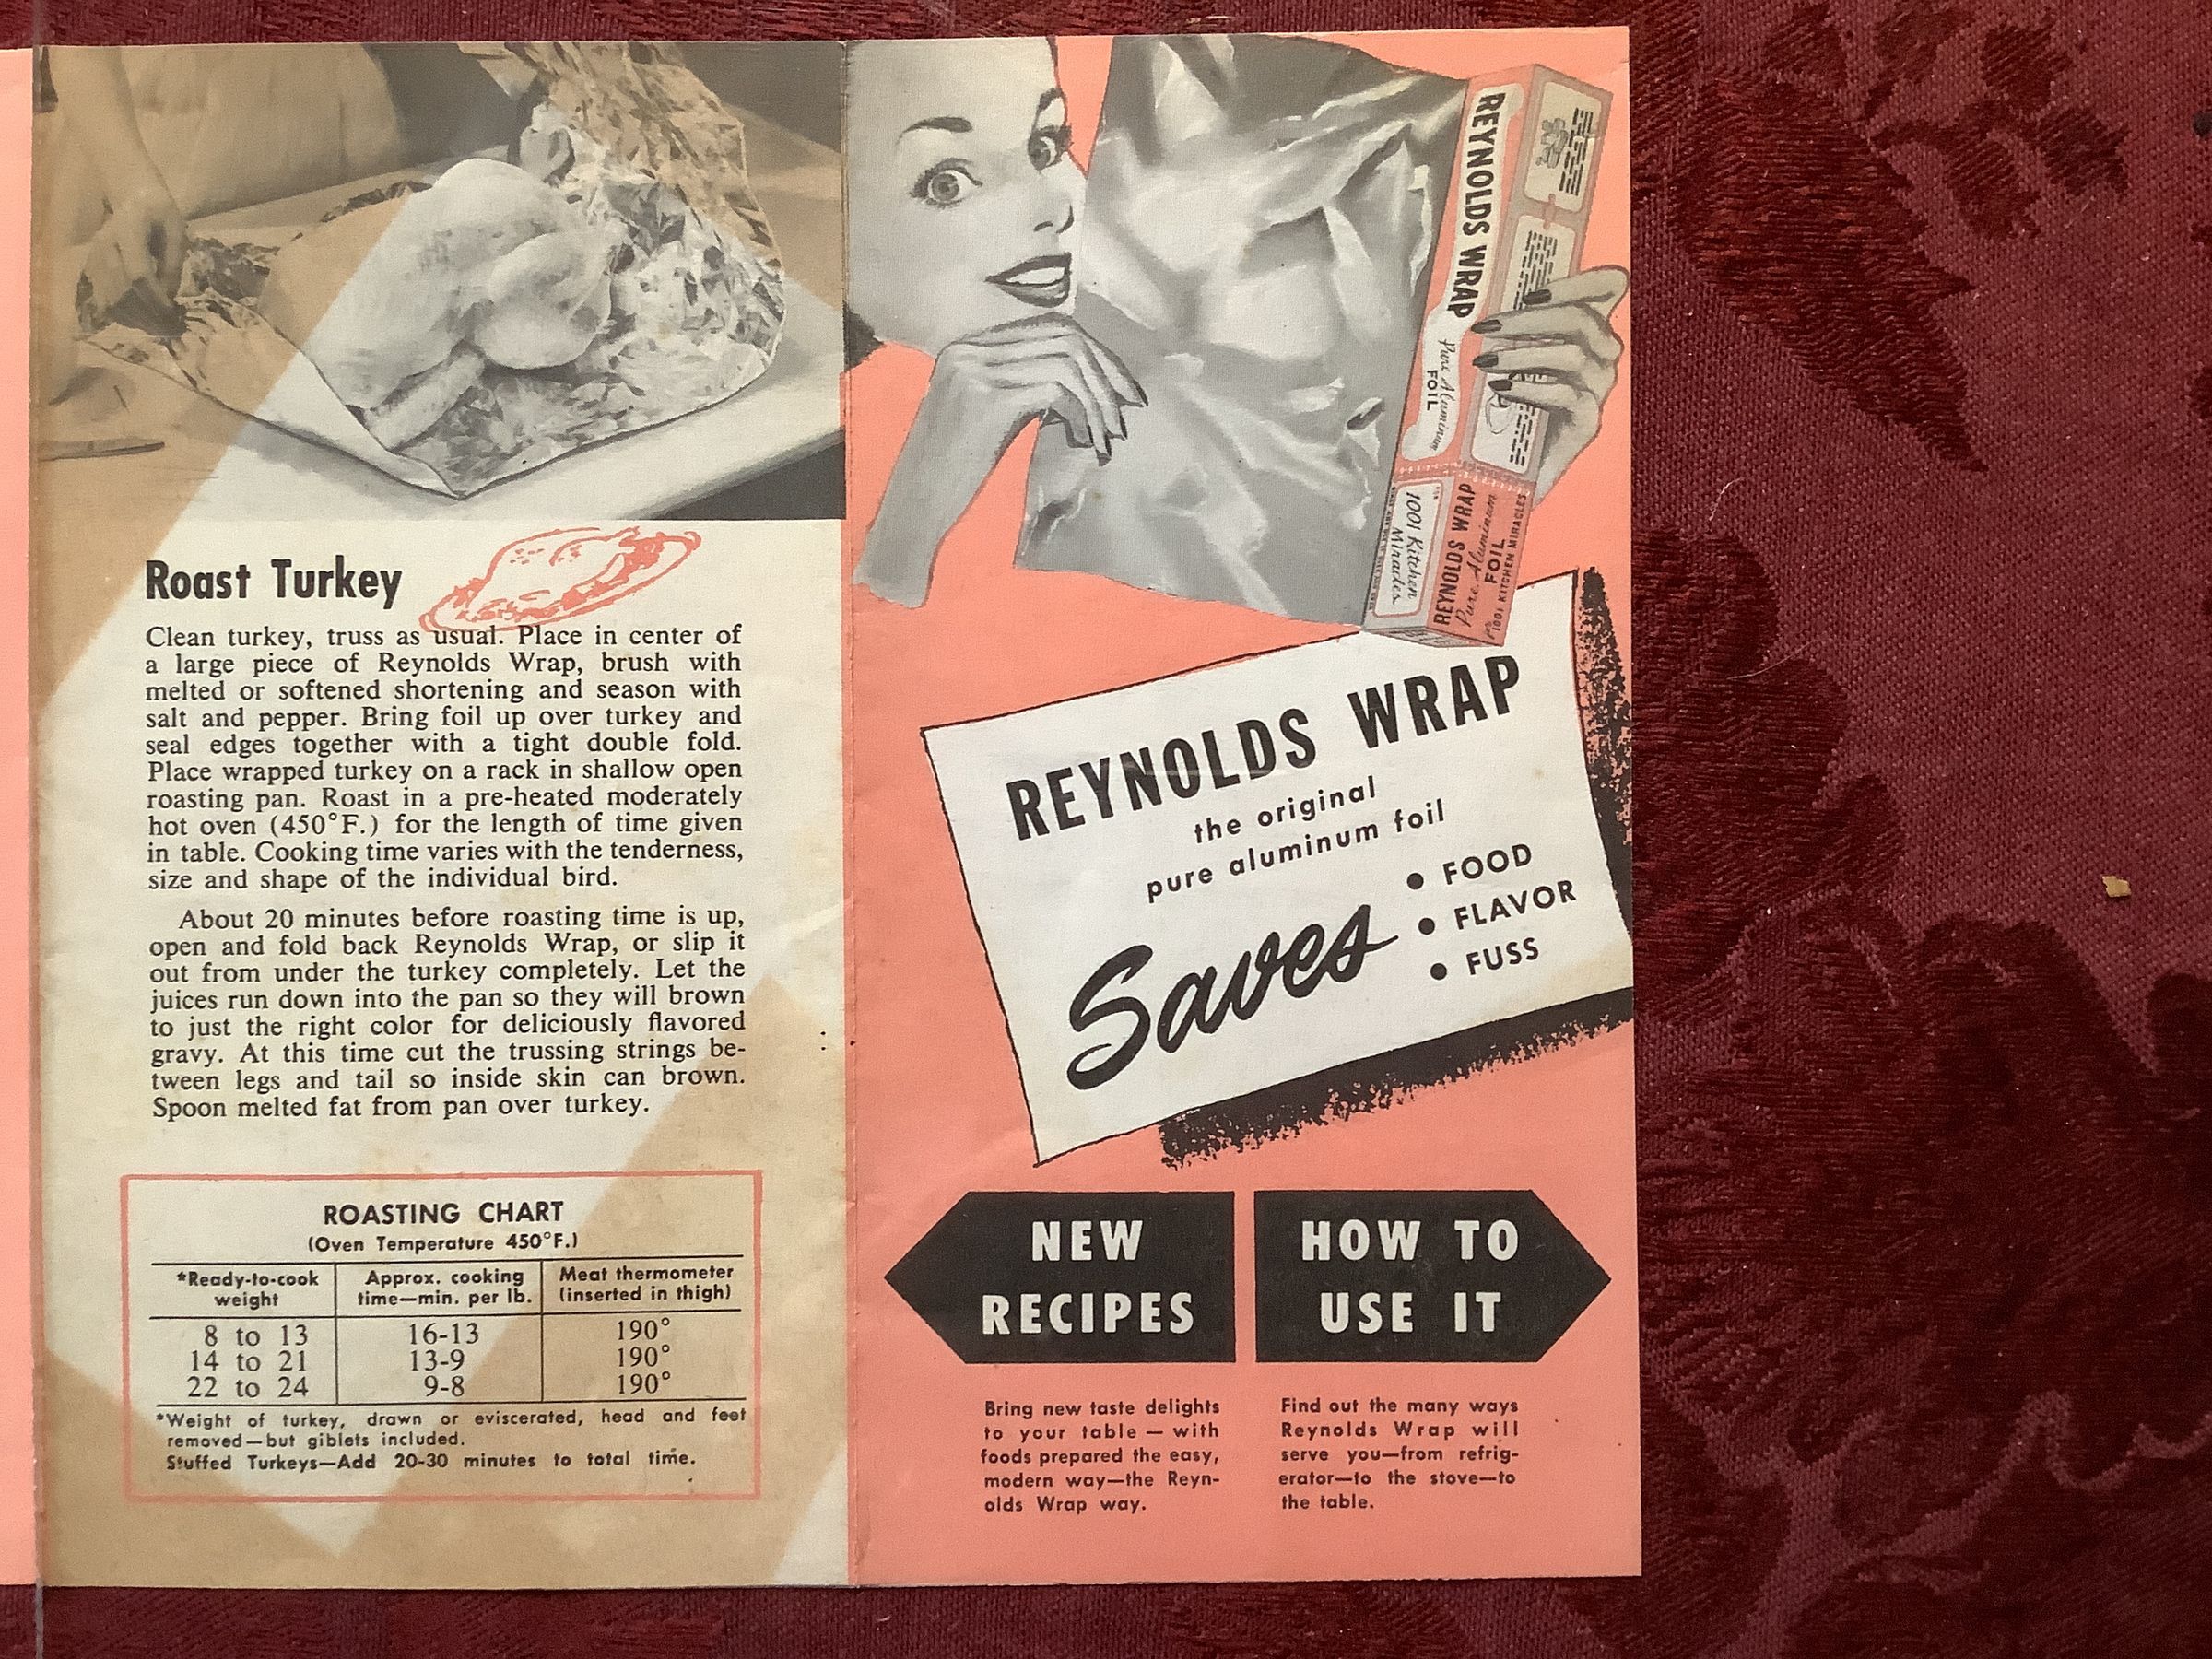 Roast Turkey
Clean turkey, truss as usual. Place in center of
a large piece of Reynolds Wrap, brush with
melted or softened shortening and season with
salt and pepper. Bring foil up over turkey and
seal edges together with a tight double fold.
Place wrapped turkey on a rack in shallow open
roasting pan. Roast in a pre-heated moderately
hot oven (450°F.) for the length of time given
in table. Cooking time varies with the tenderness,
size and shape of the individual bird.
About 20 minutes before roasting time is up,
open and fold back Reynolds Wrap, or slip it
out from under the turkey completely. Let the
juices run down into the pan so they will brown
to just the right color for deliciously flavored
gravy. At this time cut the trussing strings be-
tween legs and tail so inside skin can brown.
Spoon melted fat from pan over turkey.
ROASTING CHART
(Oven Temperature 450°F.)
*Ready-to-cook weight | Approx. cooking time—min. per lb. | Meat thermometer (inserted in thigh)
8 to 13 16-13 190°
14 to 21 13-9 190°
22 to 24 9-8 190°
*Weight of turkey, drawn or eviscerated, head and feet
removed—but giblets included.
Stuffed Turkeys—Add 20-30 minutes to total time.
REYNOLDS WRAP
Pure Aluminum
FOIL
1001 Kitchen
Miracles
REYNOLDS WRAP
Pure Aluminum
FOIL
1001 KITCHEN MIRACLES
REYNOLDS WRAP
the original
pure aluminum foil
Saves
• FOOD
• FLAVOR
• FUSS
NEW
RECIPES
Bring new taste delights
to your table — with
foods prepared the easy,
modern way—the Reyn-
olds Wrap way.
HOW TO
USE IT
Find out the many ways
Reynolds Wrap will
serve you—from refrig-
erator—to the stove—to
the table.